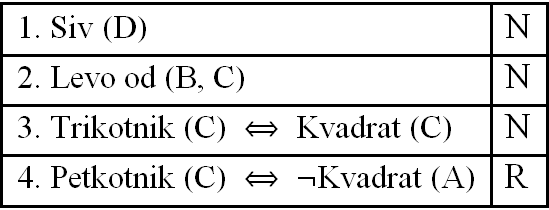 1. Siv (D) N
2. Levo od (B, C) N
3. Trikotnik (C) ⇔ Kvadrat (C) N
4. Petkotnik (C) ⇔ ¬Kvadrat (A) R